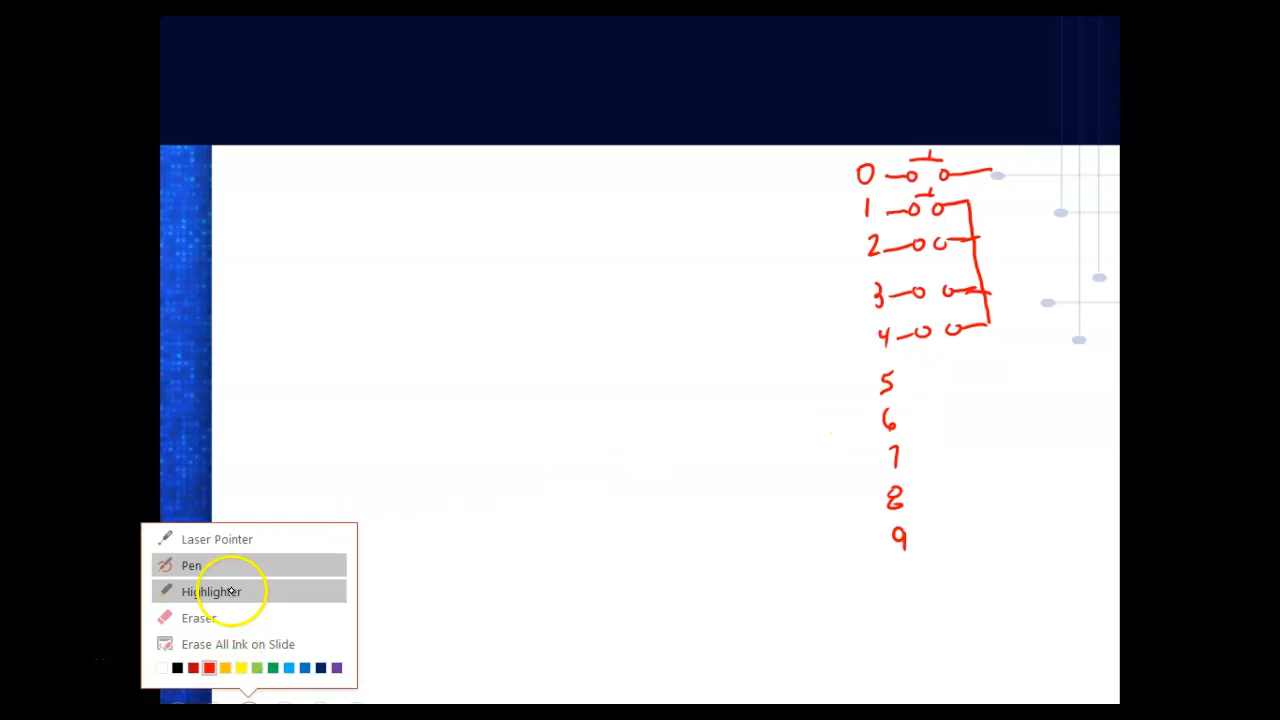 0
1
2
3
4
5
6
7
8
9
Laser Pointer
Pen
Highlighter
Eraser
Erase All Ink on Slide